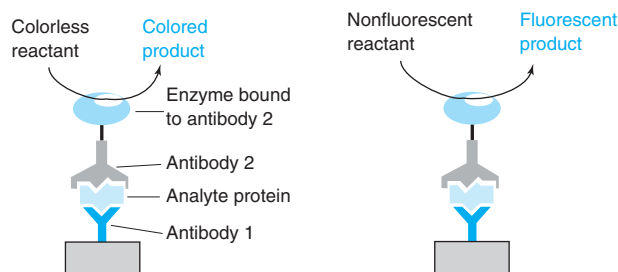 Colorless
reactant
Colored
product
Enzyme bound
to antibody 2
Antibody 2
Analyte protein
Antibody 1
Nonfluorescent
reactant
Fluorescent
product